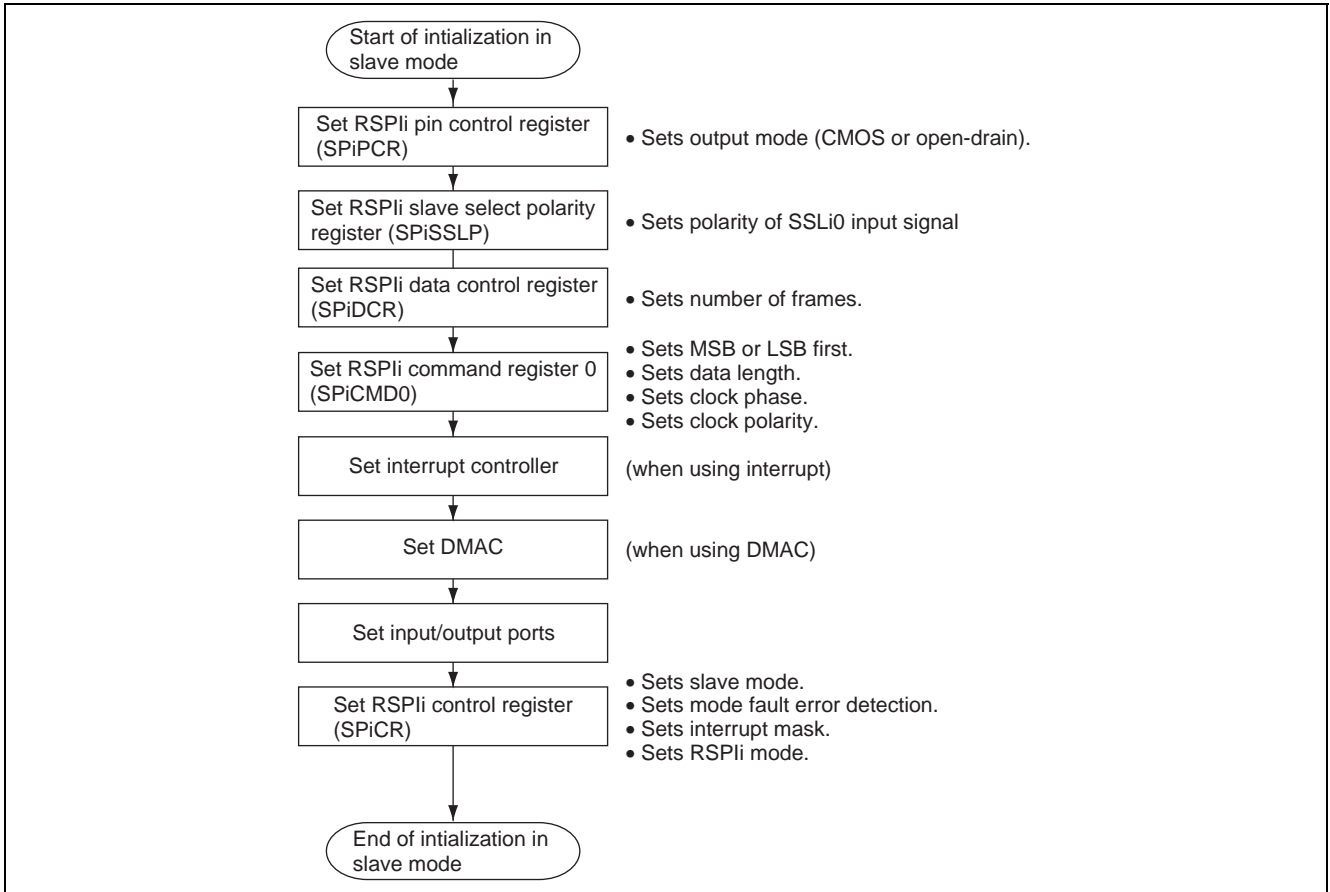 Start of intialization in
slave mode
Set RSPIi pin control register
(SPiPCR)
• Sets output mode (CMOS or open-drain).
Set RSPIi slave select polarity
register (SPiSSLP)
• Sets polarity of SSLi0 input signal
Set RSPIi data control register
(SPiDCR)
• Sets number of frames.
Set RSPIi command register 0
(SPiCMD0)
• Sets MSB or LSB first.
• Sets data length.
• Sets clock phase.
• Sets clock polarity.
Set interrupt controller
(when using interrupt)
Set DMAC
(when using DMAC)
Set input/output ports
Set RSPIi control register
(SPiCR)
• Sets slave mode.
• Sets mode fault error detection.
• Sets interrupt mask.
• Sets RSPIi mode.
End of intialization in
slave mode